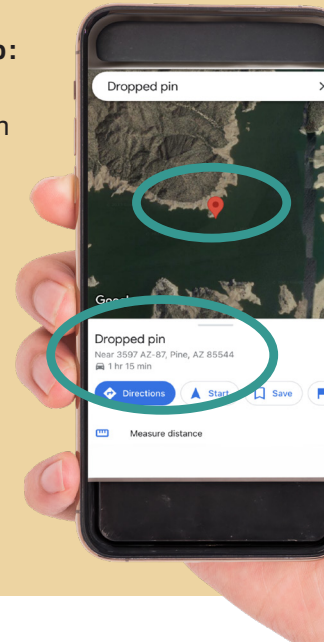 o:
n
Dropped pin
Goo
Dropped pin
Near 3597 AZ-87, Pine, AZ 85544
1 hr 15 min
Directions
Start
Save
Measure distance